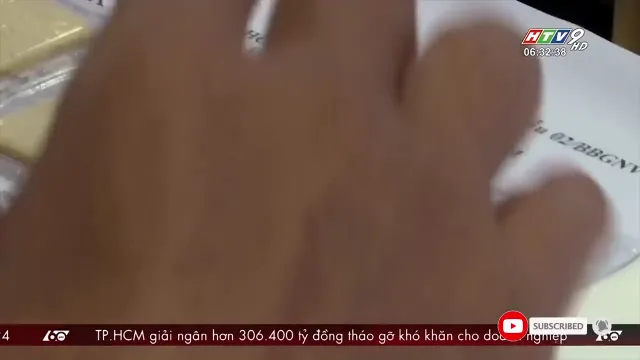 HTV9 HD
06:32:38
02/BBGNV
60
TP.HCM giải ngân hơn 306.400 tỷ đồng tháo gỡ khó khăn cho doanh nghiệp
SUBSCRIBED